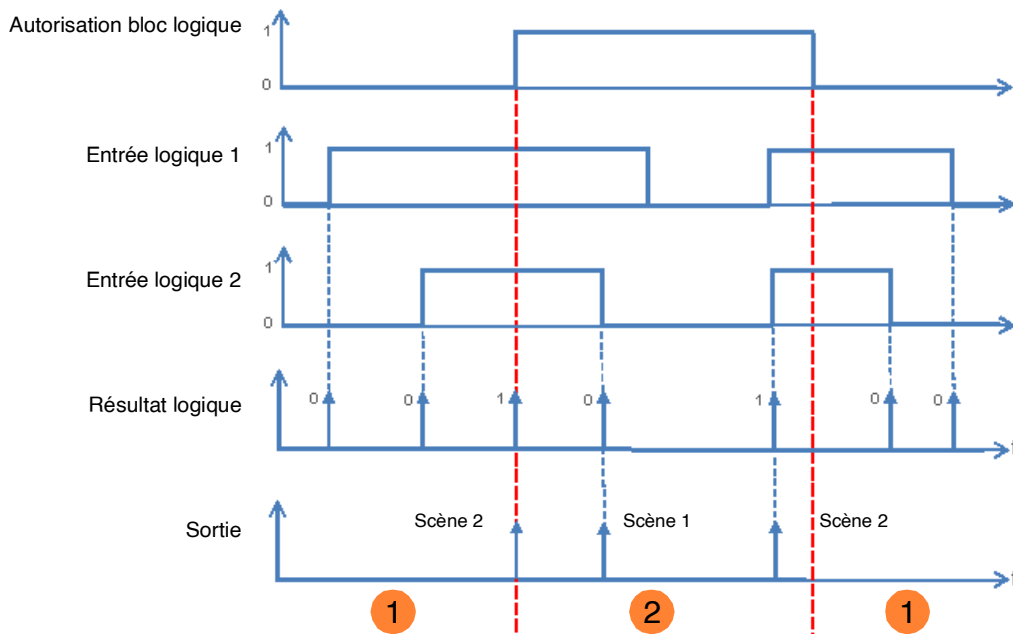 Autorisation bloc logique
1
0
Entrée logique 1
1
0
Entrée logique 2
1
0
Résultat logique
0 0 1 0 1 0 0
t
Sortie
Scène 2 Scène 1 Scène 2
t
1 2 1